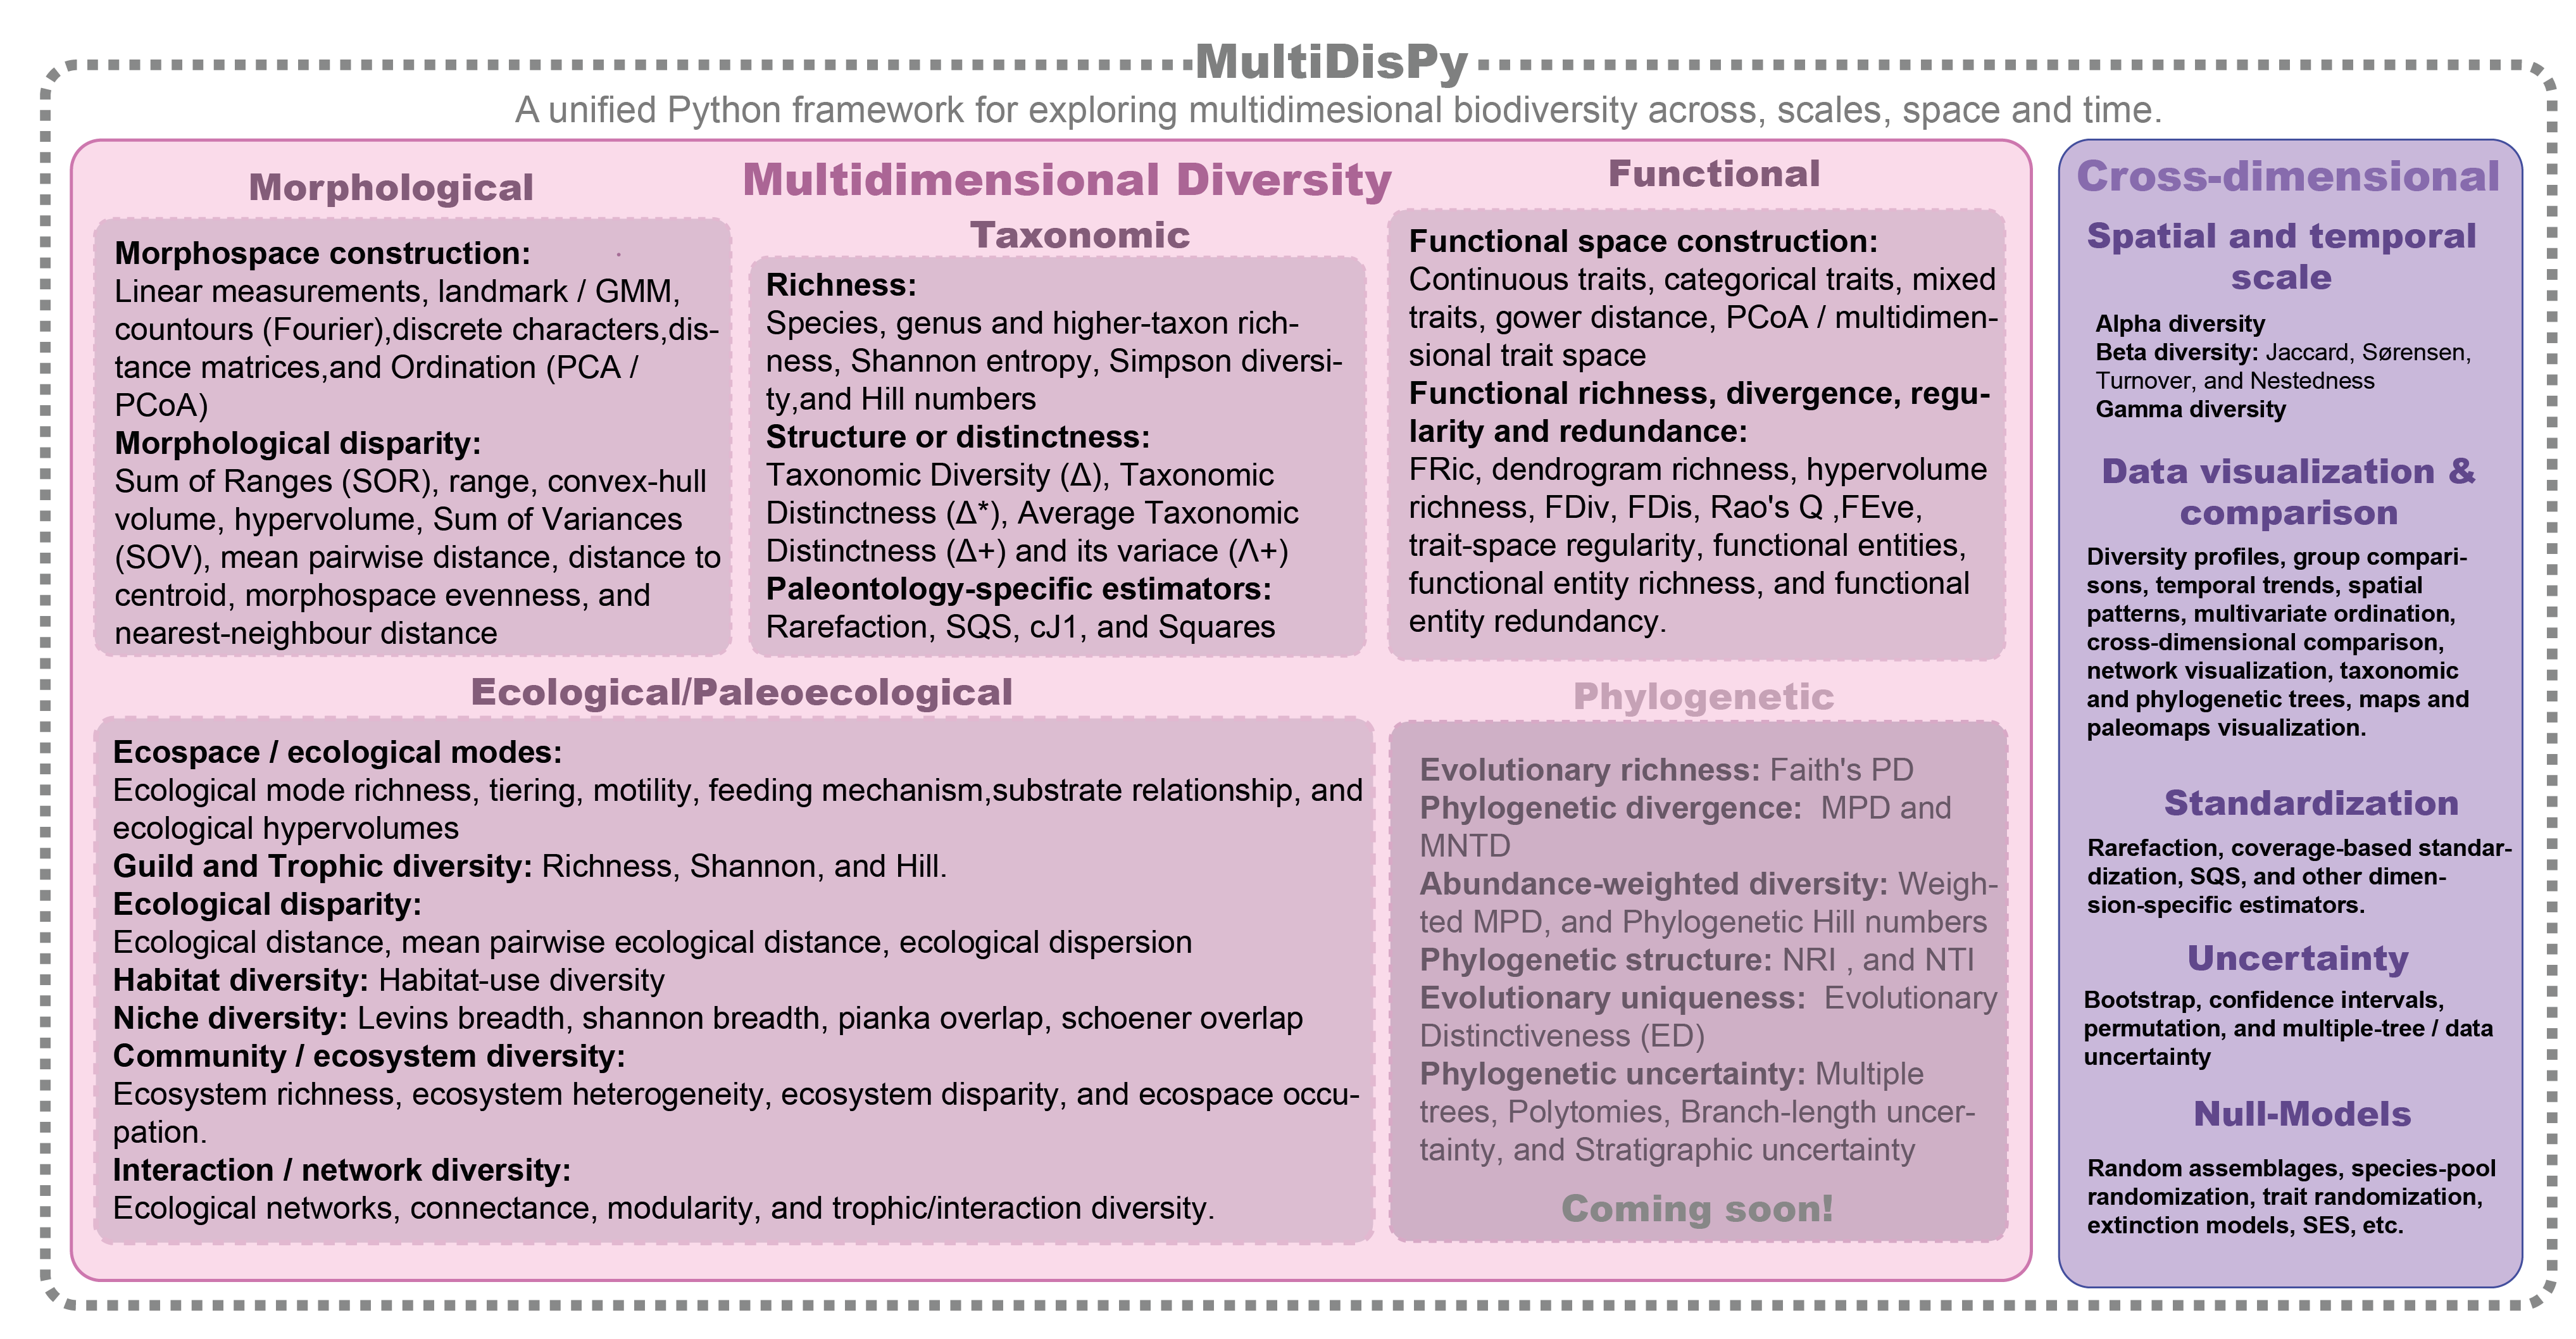 MultiDisPy
A unified Python framework for exploring multidimesional biodiversity across, scales, space and time.
Multidimensional Diversity
Morphological
Morphospace construction:
Linear measurements, landmark / GMM,
countours (Fourier),discrete characters,dis-
tance matrices,and Ordination (PCA /
PCoA)
Morphological disparity:
Sum of Ranges (SOR), range, convex-hull
volume, hypervolume, Sum of Variances
(SOV), mean pairwise distance, distance to
centroid, morphospace evenness, and
nearest-neighbour distance
Taxonomic
Richness:
Species, genus and higher-taxon rich-
ness, Shannon entropy, Simpson diversi-
ty,and Hill numbers
Structure or distinctness:
Taxonomic Diversity (Δ), Taxonomic
Distinctness (Δ*), Average Taxonomic
Distinctness (Δ+) and its variace (Λ+)
Paleontology-specific estimators:
Rarefaction, SQS, cJ1, and Squares
Functional
Functional space construction:
Continuous traits, categorical traits, mixed
traits, gower distance, PCoA / multidimen-
sional trait space
Functional richness, divergence, regu-
larity and redundance:
FRic, dendrogram richness, hypervolume
richness, FDiv, FDis, Rao's Q ,FEve,
trait-space regularity, functional entities,
functional entity richness, and functional
entity redundancy.
Ecological/Paleoecological
Ecospace / ecological modes:
Ecological mode richness, tiering, motility, feeding mechanism,substrate relationship, and
ecological hypervolumes
Guild and Trophic diversity: Richness, Shannon, and Hill.
Ecological disparity:
Ecological distance, mean pairwise ecological distance, ecological dispersion
Habitat diversity: Habitat-use diversity
Niche diversity: Levins breadth, shannon breadth, pianka overlap, schoener overlap
Community / ecosystem diversity:
Ecosystem richness, ecosystem heterogeneity, ecosystem disparity, and ecospace occu-
pation.
Interaction / network diversity:
Ecological networks, connectance, modularity, and trophic/interaction diversity.
Phylogenetic
Evolutionary richness: Faith's PD
Phylogenetic divergence: MPD and
MNTD
Abundance-weighted diversity: Weigh-
ted MPD, and Phylogenetic Hill numbers
Phylogenetic structure: NRI , and NTI
Evolutionary uniqueness: Evolutionary
Distinctiveness (ED)
Phylogenetic uncertainty: Multiple
trees, Polytomies, Branch-length uncer-
tainty, and Stratigraphic uncertainty
Coming soon!
Cross-dimensional
Spatial and temporal
scale
Alpha diversity
Beta diversity: Jaccard, Sørensen,
Turnover, and Nestedness
Gamma diversity
Data visualization &
comparison
Diversity profiles, group compari-
sons, temporal trends, spatial
patterns, multivariate ordination,
cross-dimensional comparison,
network visualization, taxonomic
and phylogenetic trees, maps and
paleomaps visualization.
Standardization
Rarefaction, coverage-based standar-
dization, SQS, and other dimen-
sion-specific estimators.
Uncertainty
Bootstrap, confidence intervals,
permutation, and multiple-tree / data
uncertainty
Null-Models
Random assemblages, species-pool
randomization, trait randomization,
extinction models, SES, etc.